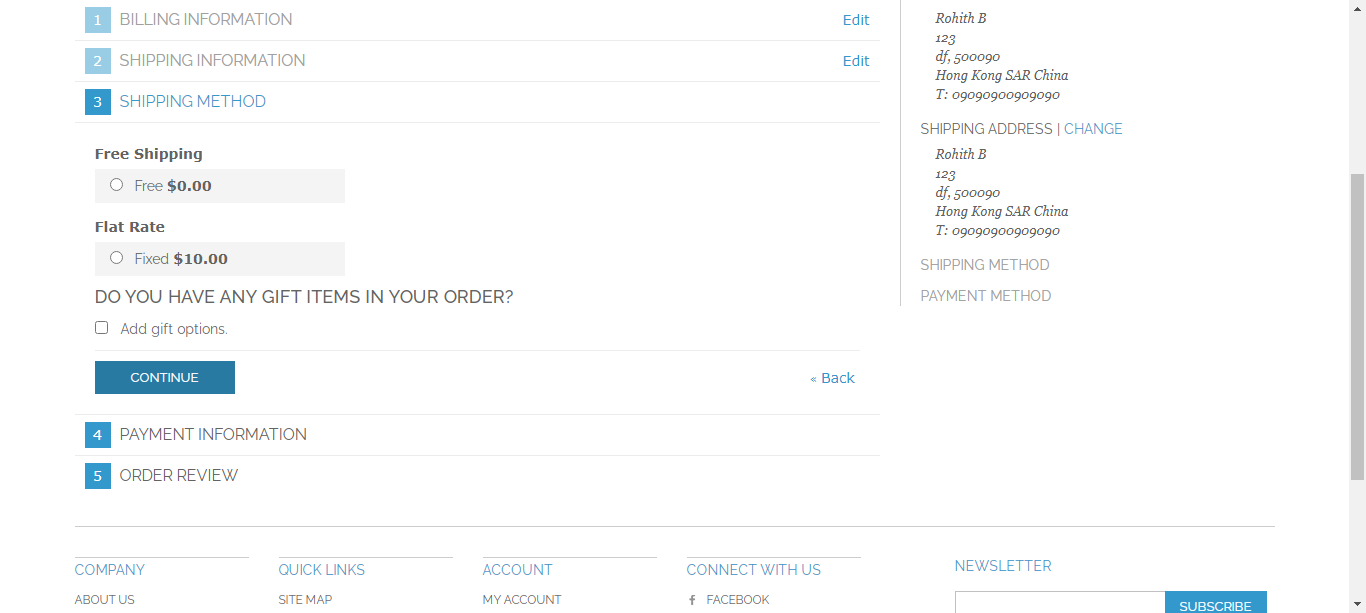 1 BILLING INFORMATION Edit
2 SHIPPING INFORMATION Edit
3 SHIPPING METHOD
Free Shipping
Free $0.00
Flat Rate
Fixed $10.00
DO YOU HAVE ANY GIFT ITEMS IN YOUR ORDER?
Add gift options.
CONTINUE
« Back
4 PAYMENT INFORMATION
5 ORDER REVIEW
Rohith B
123
df, 500090
Hong Kong SAR China
T: 09090900909090
SHIPPING ADDRESS | CHANGE
Rohith B
123
df, 500090
Hong Kong SAR China
T: 09090900909090
SHIPPING METHOD
PAYMENT METHOD
COMPANY
ABOUT US
QUICK LINKS
SITE MAP
ACCOUNT
MY ACCOUNT
CONNECT WITH US
FACEBOOK
NEWSLETTER
SUBSCRIBE